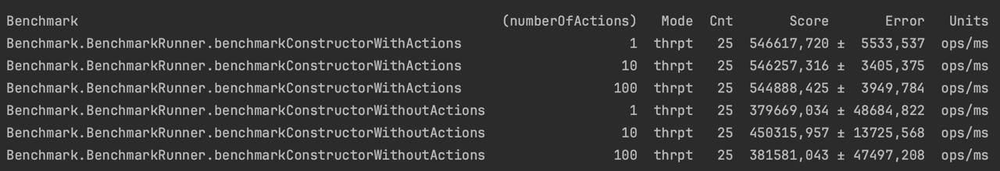 Benchmark (numberOfActions) Mode Cnt Score Error Units
Benchmark.BenchmarkRunner.benchmarkConstructorWithActions 1 thrpt 25 546617,720 ± 5533,537 ops/ms
Benchmark.BenchmarkRunner.benchmarkConstructorWithActions 10 thrpt 25 546257,316 ± 3405,375 ops/ms
Benchmark.BenchmarkRunner.benchmarkConstructorWithActions 100 thrpt 25 544888,425 ± 3949,784 ops/ms
Benchmark.BenchmarkRunner.benchmarkConstructorWithoutActions 1 thrpt 25 379669,034 ± 48684,822 ops/ms
Benchmark.BenchmarkRunner.benchmarkConstructorWithoutActions 10 thrpt 25 450315,957 ± 13725,568 ops/ms
Benchmark.BenchmarkRunner.benchmarkConstructorWithoutActions 100 thrpt 25 381581,043 ± 47497,208 ops/ms